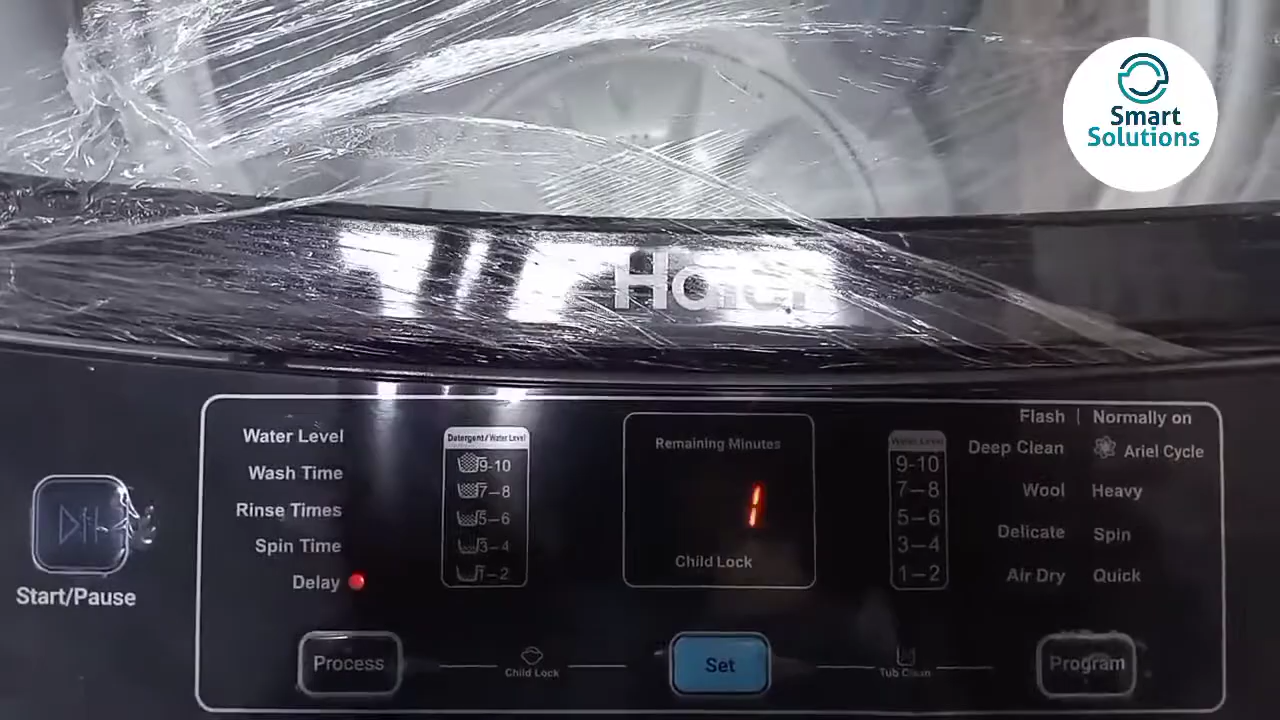 Smart
Solutions
Haier
Water Level
Wash Time
Rinse Times
Spin Time
Delay
Detergent/Water Level
9-10
7-8
5-6
3-4
1-2
Remaining Minutes
1
Child Lock
Water Level
9-10
7-8
5-6
3-4
1-2
Flash | Normally on
Deep Clean Ariel Cycle
Wool Heavy
Delicate Spin
Air Dry Quick
Start/Pause
Process
Child Lock
Set
Tub Clean
Program